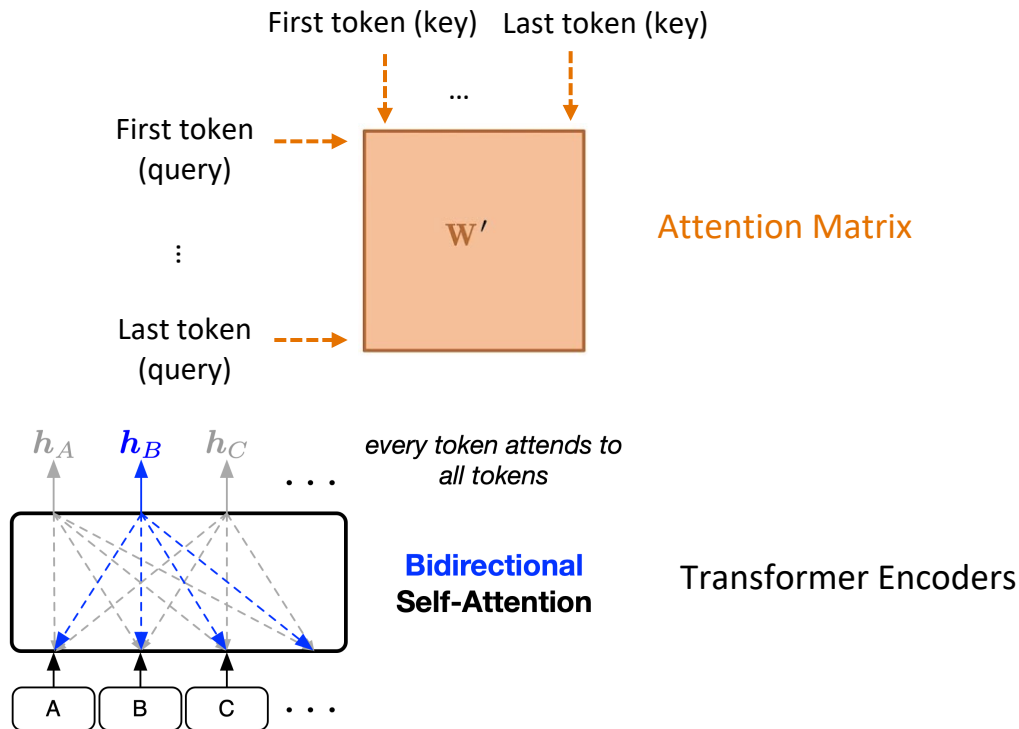 First token (key) Last token (key)
...
First token
(query)
W′
Attention Matrix
...
Last token
(query)
h_A h_B h_C
every token attends to
all tokens
. . .
Bidirectional
Self-Attention
Transformer Encoders
A B C . . .